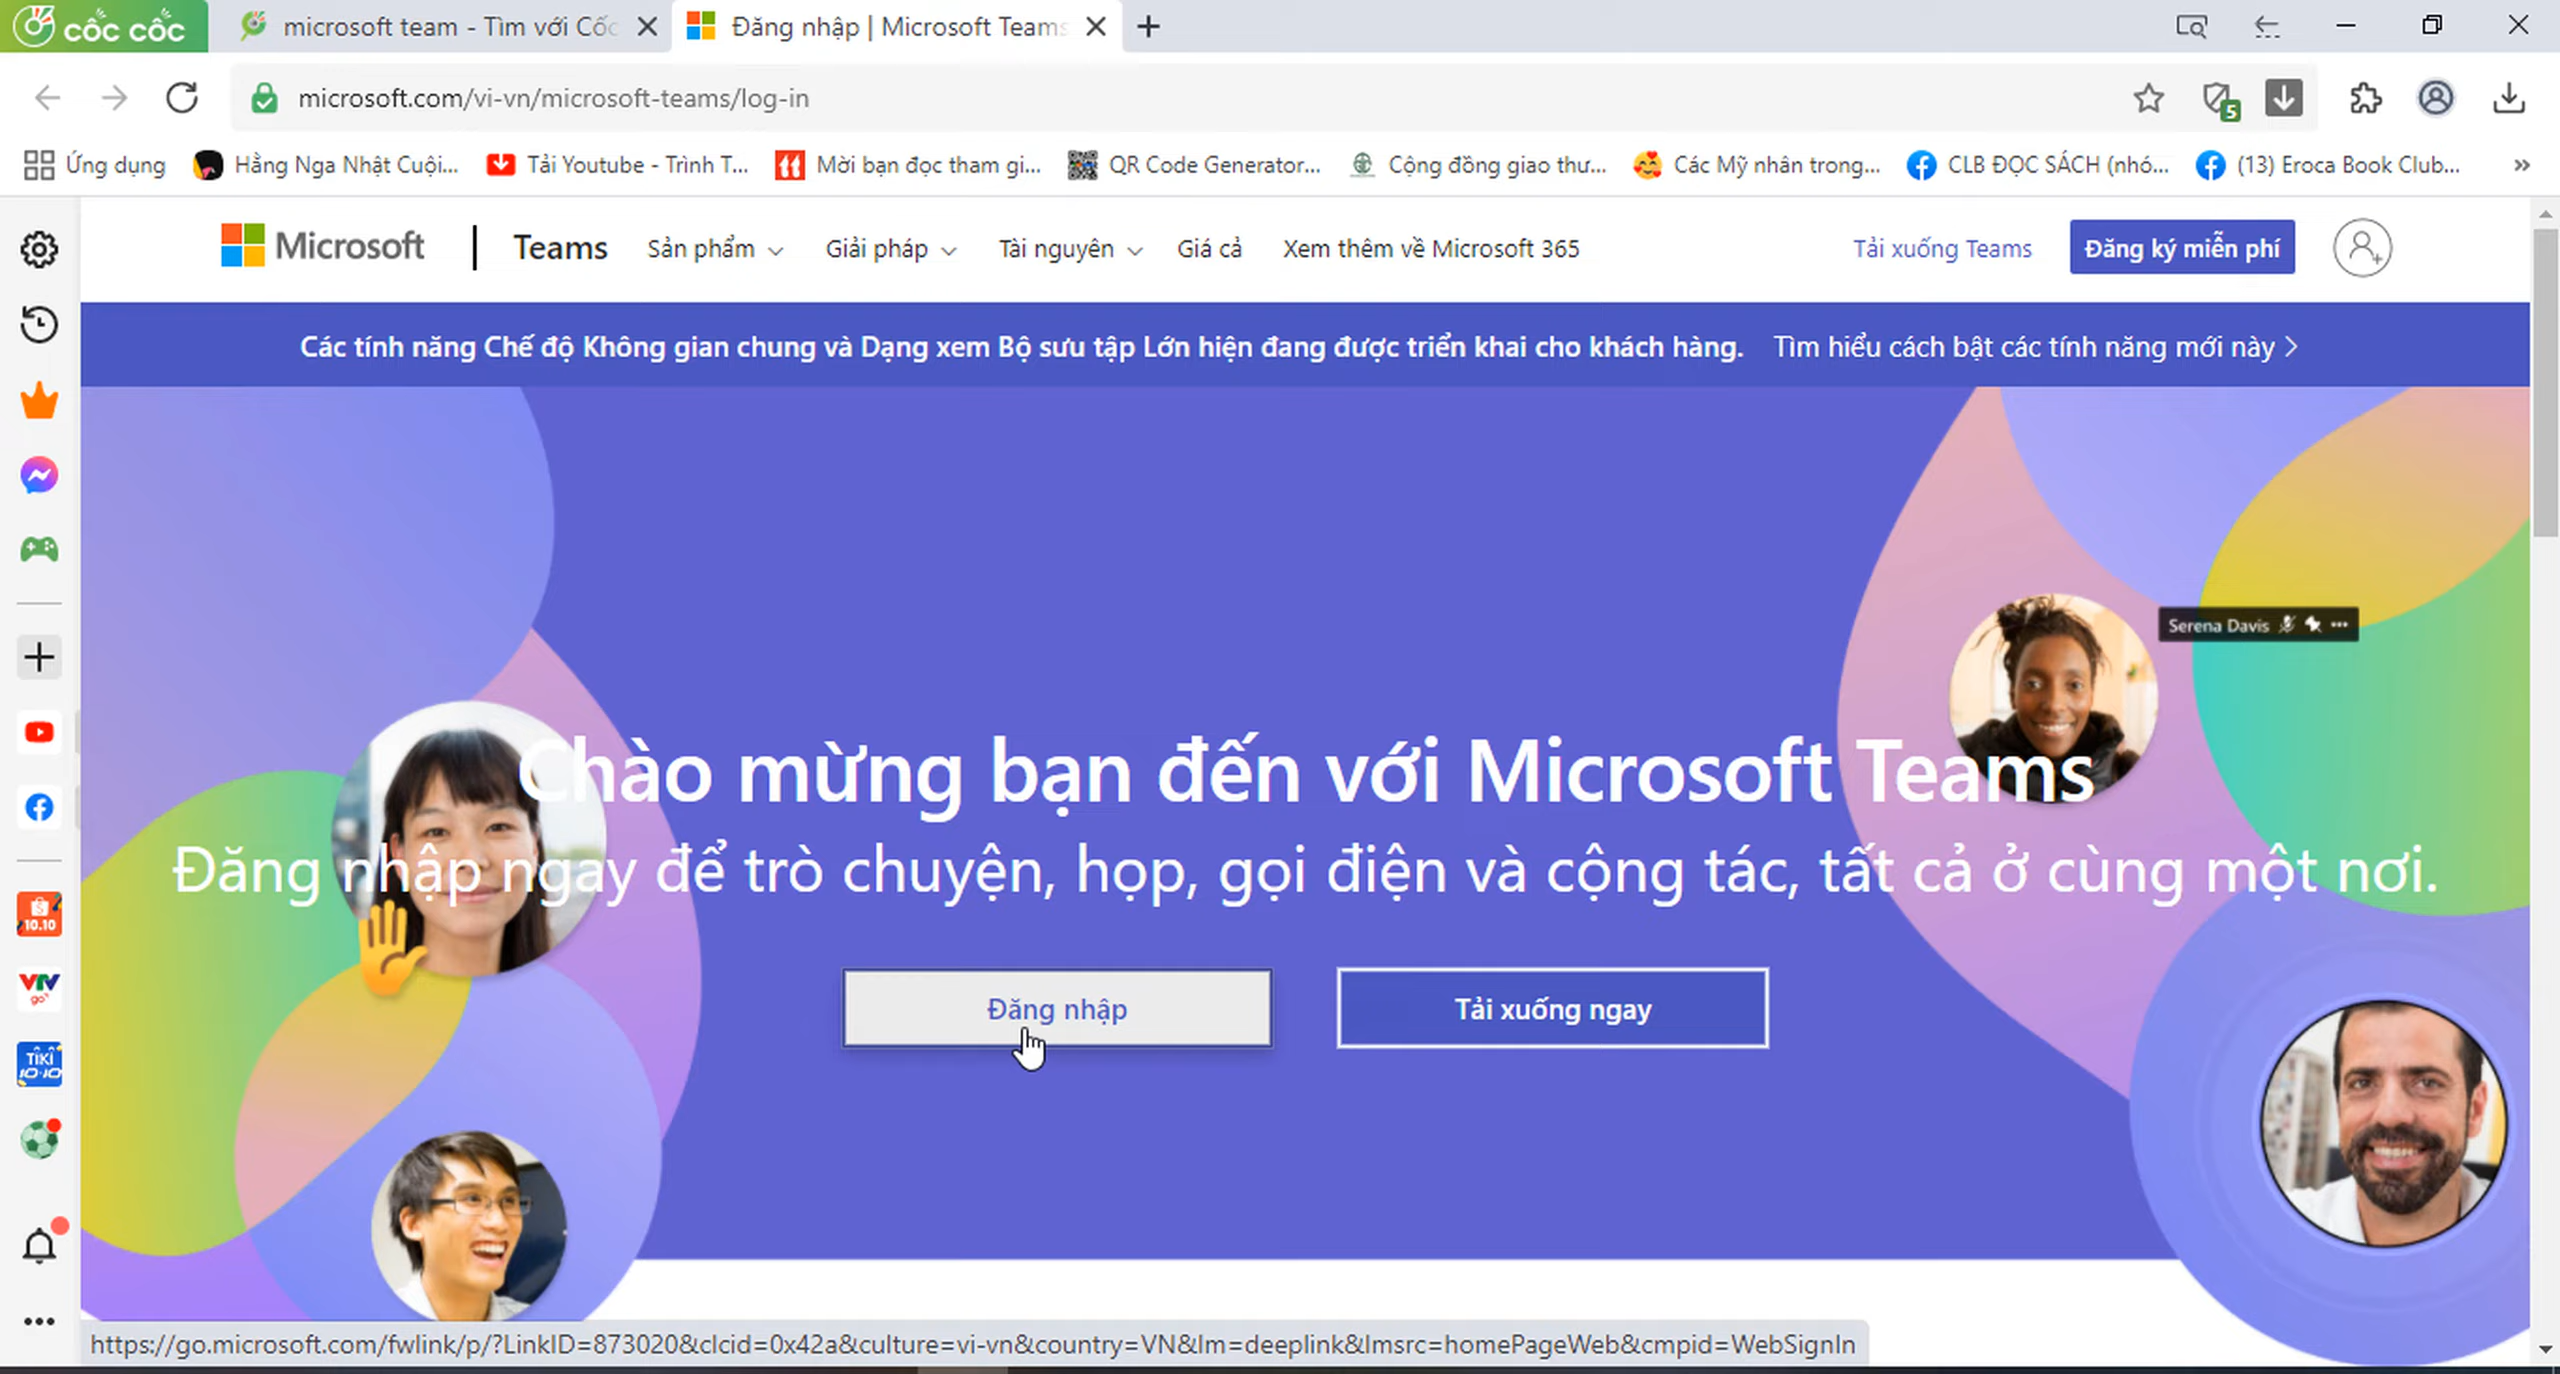 cốc cốc
microsoft team - Tìm với Cốc
Đăng nhập | Microsoft Teams
microsoft.com/vi-vn/microsoft-teams/log-in
5
Ứng dụng
Hằng Nga Nhật Cuội...
Tải Youtube - Trình T...
Mời bạn đọc tham gi...
QR Code Generator...
Cộng đồng giao thư...
Các Mỹ nhân trong...
CLB ĐỌC SÁCH (nhó...
(13) Eroca Book Club...
»
Microsoft
Teams
Sản phẩm
Giải pháp
Tài nguyên
Giá cả
Xem thêm về Microsoft 365
Tải xuống Teams
Đăng ký miễn phí
Các tính năng Chế độ Không gian chung và Dạng xem Bộ sưu tập Lớn hiện đang được triển khai cho khách hàng. Tìm hiểu cách bật các tính năng mới này >
Serena Davis
Chào mừng bạn đến với Microsoft Teams
Đăng nhập ngay để trò chuyện, họp, gọi điện và cộng tác, tất cả ở cùng một nơi.
Đăng nhập
Tải xuống ngay
10.10
VTV
go
TIKI
10·10
https://go.microsoft.com/fwlink/p/?LinkID=873020&clcid=0x42a&culture=vi-vn&country=VN&lm=deeplink&lmsrc=homePageWeb&cmpid=WebSignIn